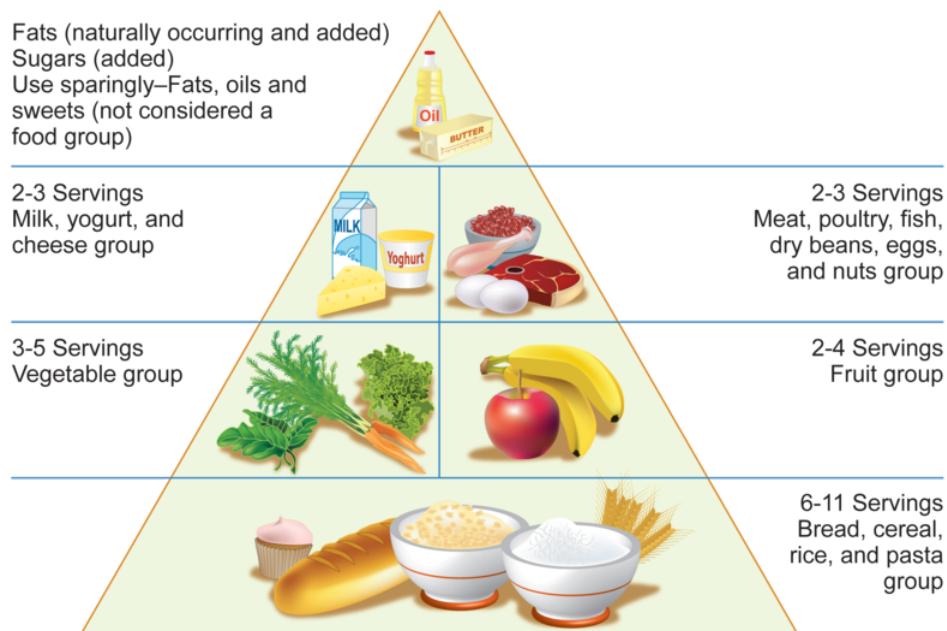 Fats (naturally occurring and added)
Sugars (added)
Use sparingly–Fats, oils and
sweets (not considered a
food group)
Oil
BUTTER
2-3 Servings
Milk, yogurt, and
cheese group
MILK
Yoghurt
2-3 Servings
Meat, poultry, fish,
dry beans, eggs,
and nuts group
3-5 Servings
Vegetable group
2-4 Servings
Fruit group
6-11 Servings
Bread, cereal,
rice, and pasta
group